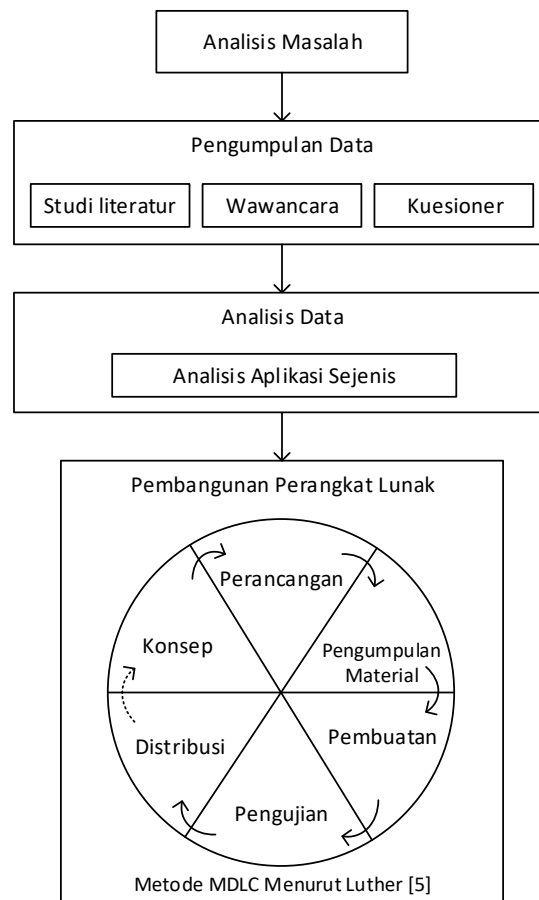 Analisis Masalah
Pengumpulan Data
Studi literatur
Wawancara
Kuesioner
Analisis Data
Analisis Aplikasi Sejenis
Pembangunan Perangkat Lunak
Perancangan
Konsep
Pengumpulan
Material
Distribusi
Pembuatan
Pengujian
Metode MDLC Menurut Luther [5]